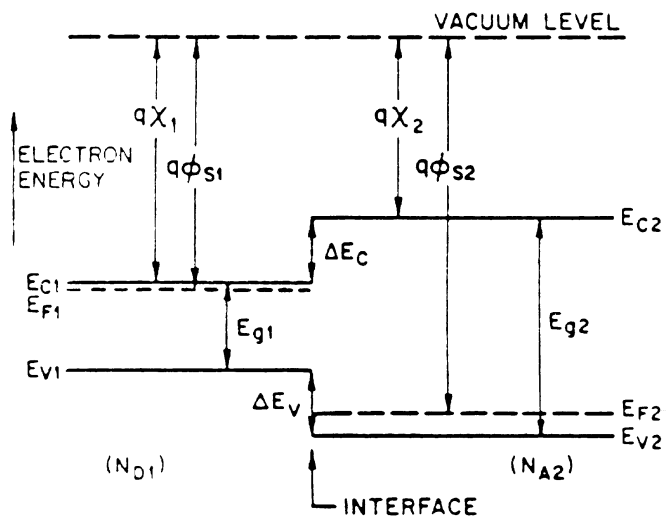 VACUUM LEVEL
qχ₁
qχ₂
ELECTRON
ENERGY
qϕS1
qϕS2
EC2
ΔEC
EC1
EF1
Eg1
Eg2
EV1
ΔEV
EF2
EV2
(ND1)
(NA2)
INTERFACE